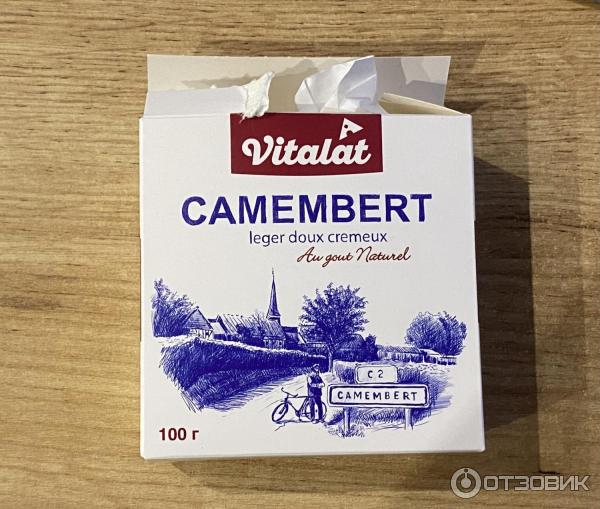 Vitalat
CAMEMBERT
leger doux cremeux
Au gout Naturel
C 2
CAMEMBERT
100 г
ОТЗОВИК